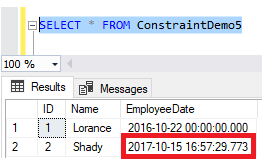 SELECT * FROM ConstraintDemo5
100 %
Results Messages
ID Name EmployeeDate
1 1 Lorance 2016-10-22 00:00:00.000
2 2 Shady 2017-10-15 16:57:29.773